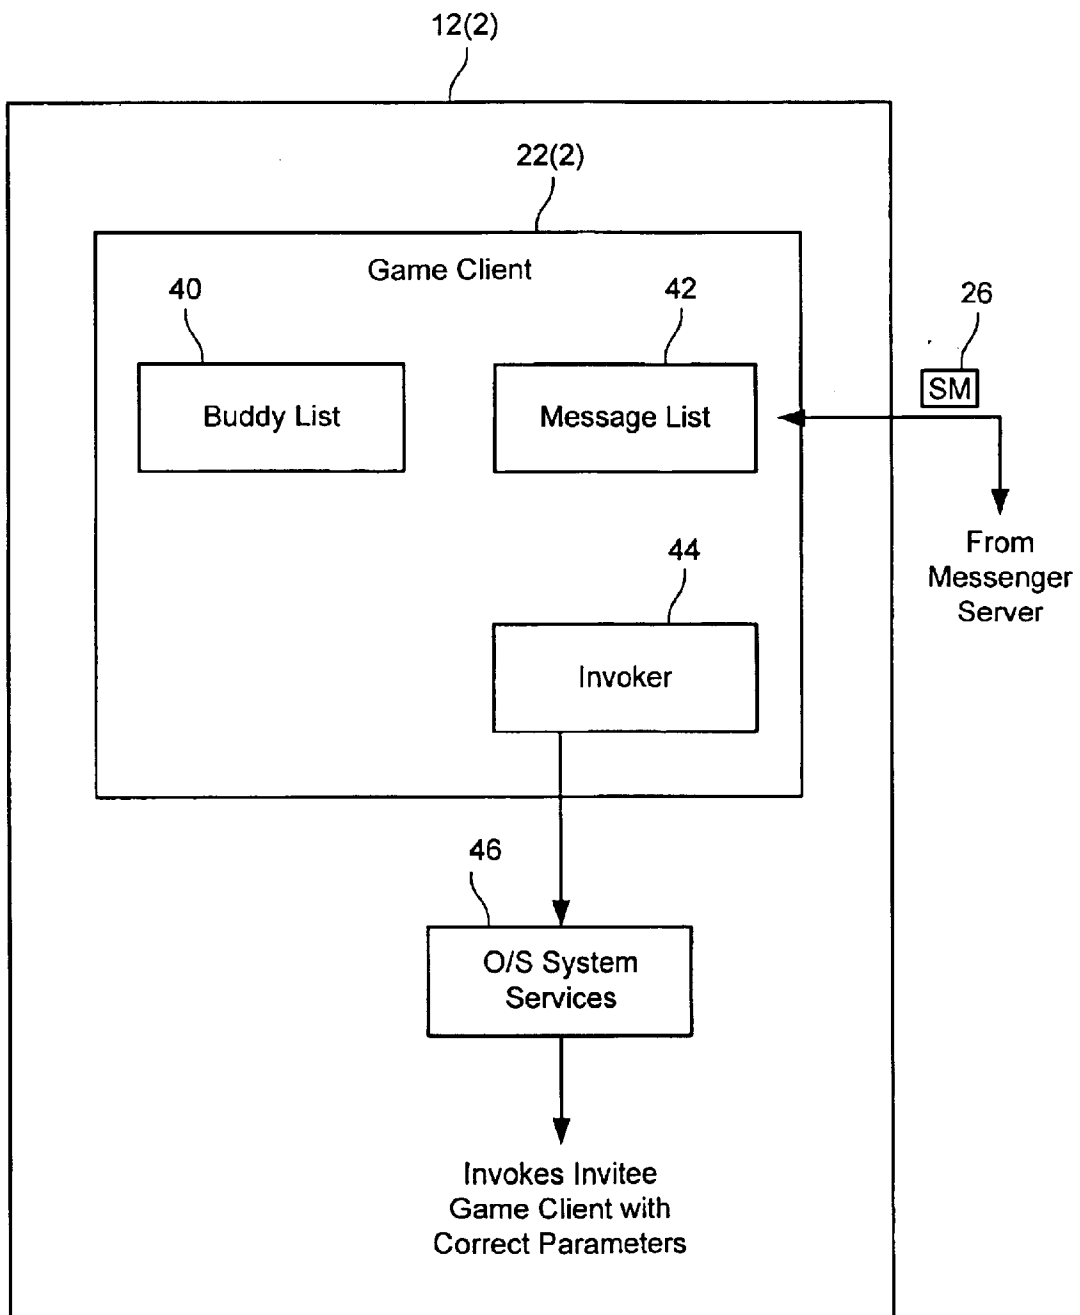 12(2)
22(2)
Game Client
40
42
26
SM
Buddy List
Message List
From
Messenger
Server
44
Invoker
46
O/S System
Services
Invokes Invitee
Game Client with
Correct Parameters